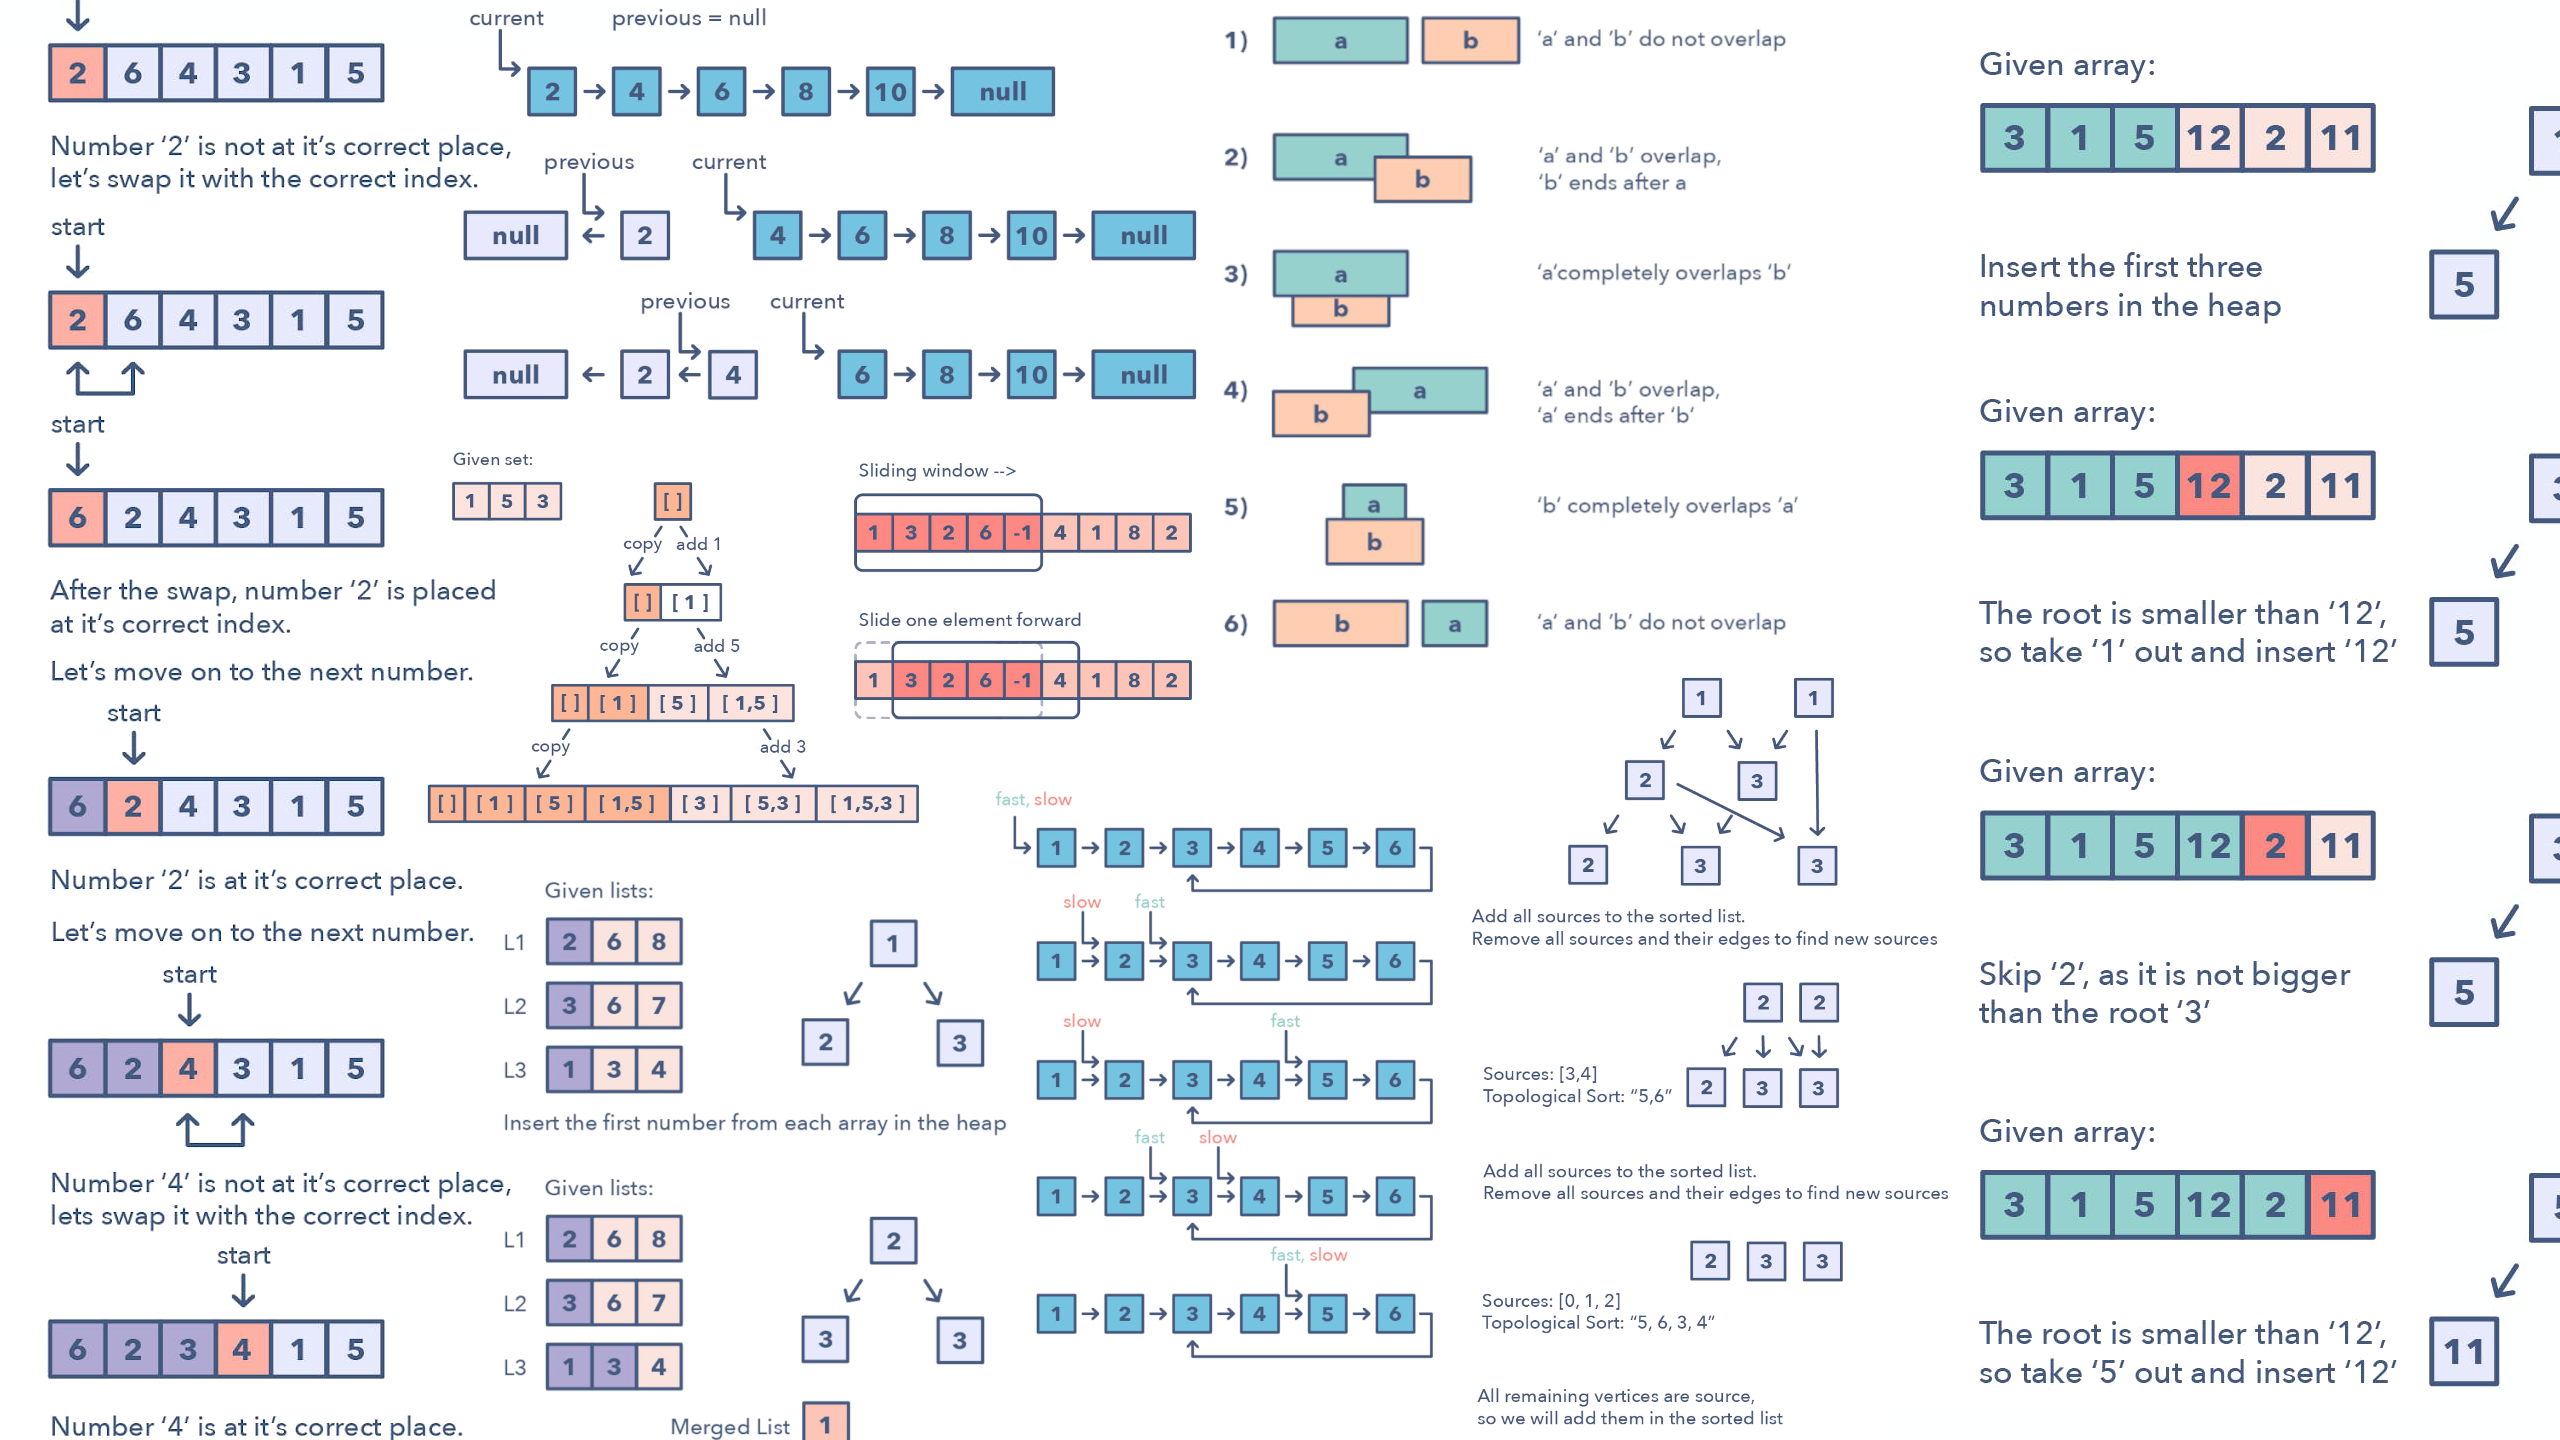 2 6 4 3 1 5
Number ‘2’ is not at it’s correct place,
let’s swap it with the correct index.
start
2 6 4 3 1 5
start
6 2 4 3 1 5
After the swap, number ‘2’ is placed
at it’s correct index.
Let’s move on to the next number.
start
6 2 4 3 1 5
Number ‘2’ is at it’s correct place.
Let’s move on to the next number.
start
6 2 4 3 1 5
Number ‘4’ is not at it’s correct place,
lets swap it with the correct index.
start
6 2 3 4 1 5
Number ‘4’ is at it’s correct place.
current previous = null
2 4 6 8 10 null
previous current
null 2 4 6 8 10 null
previous current
null 2 4 6 8 10 null
Given set:
1 5 3
[ ]
copy add 1
[ ] [ 1 ]
copy add 5
[ ] [ 1 ] [ 5 ] [ 1,5 ]
copy add 3
[ ] [ 1 ] [ 5 ] [ 1,5 ] [ 3 ] [ 5,3 ] [ 1,5,3 ]
Sliding window -->
1 3 2 6 -1 4 1 8 2
Slide one element forward
1 3 2 6 -1 4 1 8 2
Given lists:
L1 2 6 8
L2 3 6 7
L3 1 3 4
1
2 3
Insert the first number from each array in the heap
Given lists:
L1 2 6 8
L2 3 6 7
L3 1 3 4
2
3 3
Merged List 1
fast, slow
1 2 3 4 5 6
slow fast
1 2 3 4 5 6
slow fast
1 2 3 4 5 6
fast slow
1 2 3 4 5 6
fast, slow
1 2 3 4 5 6
1) a b ‘a’ and ‘b’ do not overlap
2) a b ‘a’ and ‘b’ overlap,
‘b’ ends after a
3) a b ‘a‘completely overlaps ‘b’
4) b a ‘a’ and ‘b’ overlap,
‘a’ ends after ‘b’
5) a b ‘b’ completely overlaps ‘a’
6) b a ‘a’ and ‘b’ do not overlap
1 1
2 3
2 3 3
Add all sources to the sorted list.
Remove all sources and their edges to find new sources
2 2
Sources: [3,4]
Topological Sort: “5,6”
2 3 3
Add all sources to the sorted list.
Remove all sources and their edges to find new sources
2 3 3
Sources: [0, 1, 2]
Topological Sort: “5, 6, 3, 4”
All remaining vertices are source,
so we will add them in the sorted list
Given array:
3 1 5 12 2 11
Insert the first three
numbers in the heap
5
Given array:
3 1 5 12 2 11
The root is smaller than ‘12’,
so take ‘1’ out and insert ‘12’
5
Given array:
3 1 5 12 2 11
Skip ‘2’, as it is not bigger
than the root ‘3’
5
Given array:
3 1 5 12 2 11
The root is smaller than ‘12’,
so take ‘5’ out and insert ‘12’
11